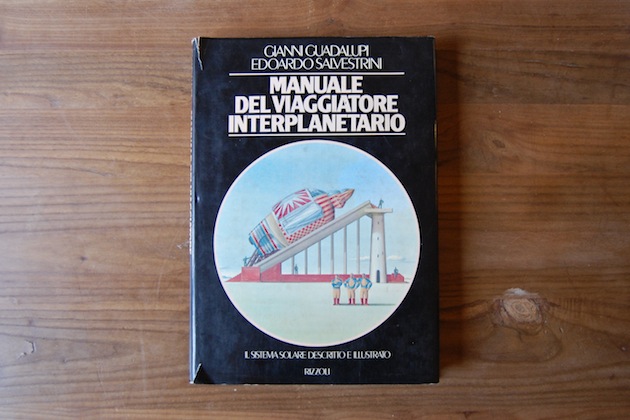 GIANNI GUADALUPI
EDOARDO SALVESTRINI
MANUALE
DEL VIAGGIATORE
INTERPLANETARIO
IL SISTEMA SOLARE DESCRITTO E ILLUSTRATO
RIZZOLI